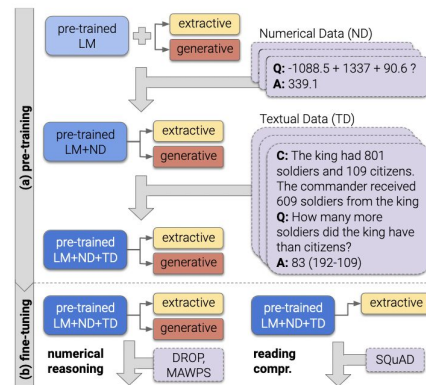 pre-trained
LM
extractive
generative
Numerical Data (ND)
Q: -1088.5 + 1337 + 90.6 ?
A: 339.1
(a) pre-training
pre-trained
LM+ND
extractive
generative
Textual Data (TD)
C: The king had 801
soldiers and 109 citizens.
The commander received
609 soldiers from the king
Q: How many more
soldiers did the king have
than citizens?
A: 83 (192-109)
pre-trained
LM+ND+TD
extractive
generative
(b) fine-tuning
pre-trained
LM+ND+TD
extractive
generative
numerical
reasoning
DROP,
MAWPS
pre-trained
LM+ND+TD
extractive
reading
compr.
SQuAD